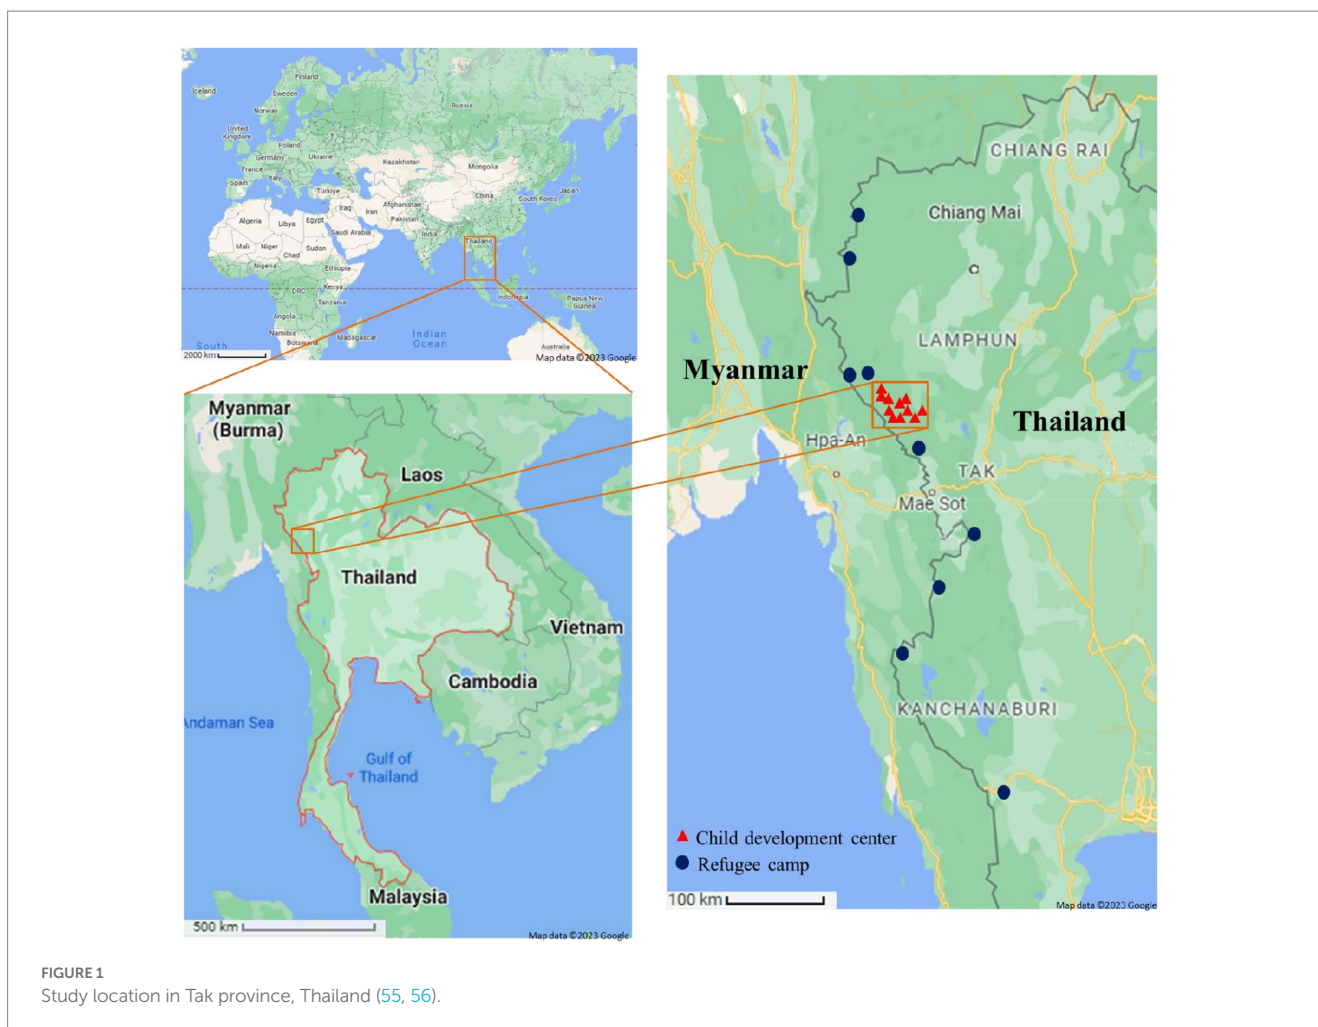 Iceland
Finland
Sweden
Norway
Russia
United
Kingdom
Poland
Germany
Ukraine
France
Kazakhstan
Mongolia
Italy
Spain
Türkiye
Japan
China
South Korea
Iraq
Iran
Afghanistan
Pakistan
Algeria
Libya
Egypt
Saudi Arabia
India
Thailand
Mali
Niger
Sudan
Chad
Nigeria
Ethiopia
DRC
Kenya
Tanzania
Indonesia
Papua New
Guinea
Angola
Namibia
Botswana
Madagascar
Indian
Ocean
South
Australia
2000 km
Map data ©2023 Google
Myanmar
(Burma)
Laos
Thailand
Vietnam
Cambodia
Andaman Sea
Gulf of
Thailand
Malaysia
500 km
Map data ©2023 Google
CHIANG RAI
Chiang Mai
LAMPHUN
Myanmar
Thailand
Hpa-An
TAK
Mae Sot
KANCHANABURI
Child development center
Refugee camp
100 km
Map data ©2023 Google
FIGURE 1
Study location in Tak province, Thailand (55, 56).